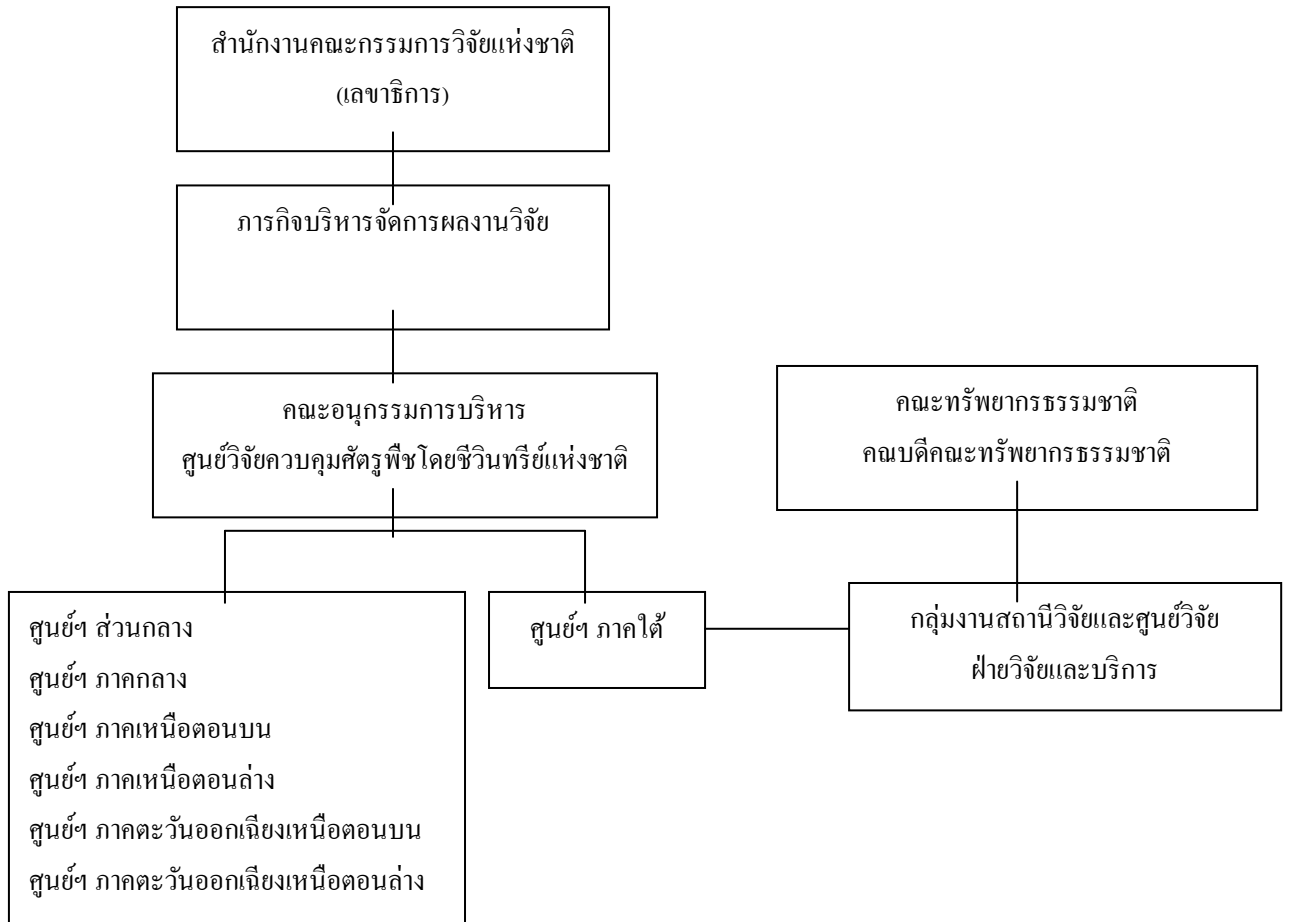 สำนักงานคณะกรรมการวิจัยแห่งชาติ
(เลขาธิการ)
ภารกิจบริหารจัดการผลงานวิจัย
คณะอนุกรรมการบริหาร
ศูนย์วิจัยควบคุมศัตรูพืชโดยชีวินทรีย์แห่งชาติ
คณะทรัพยากรธรรมชาติ
คณบดีคณะทรัพยากรธรรมชาติ
ศูนย์ฯ ส่วนกลาง
ศูนย์ฯ ภาคกลาง
ศูนย์ฯ ภาคเหนือตอนบน
ศูนย์ฯ ภาคเหนือตอนล่าง
ศูนย์ฯ ภาคตะวันออกเฉียงเหนือตอนบน
ศูนย์ฯ ภาคตะวันออกเฉียงเหนือตอนล่าง
ศูนย์ฯ ภาคใต้
กลุ่มงานสถานีวิจัยและศูนย์วิจัย
ฝ่ายวิจัยและบริการ